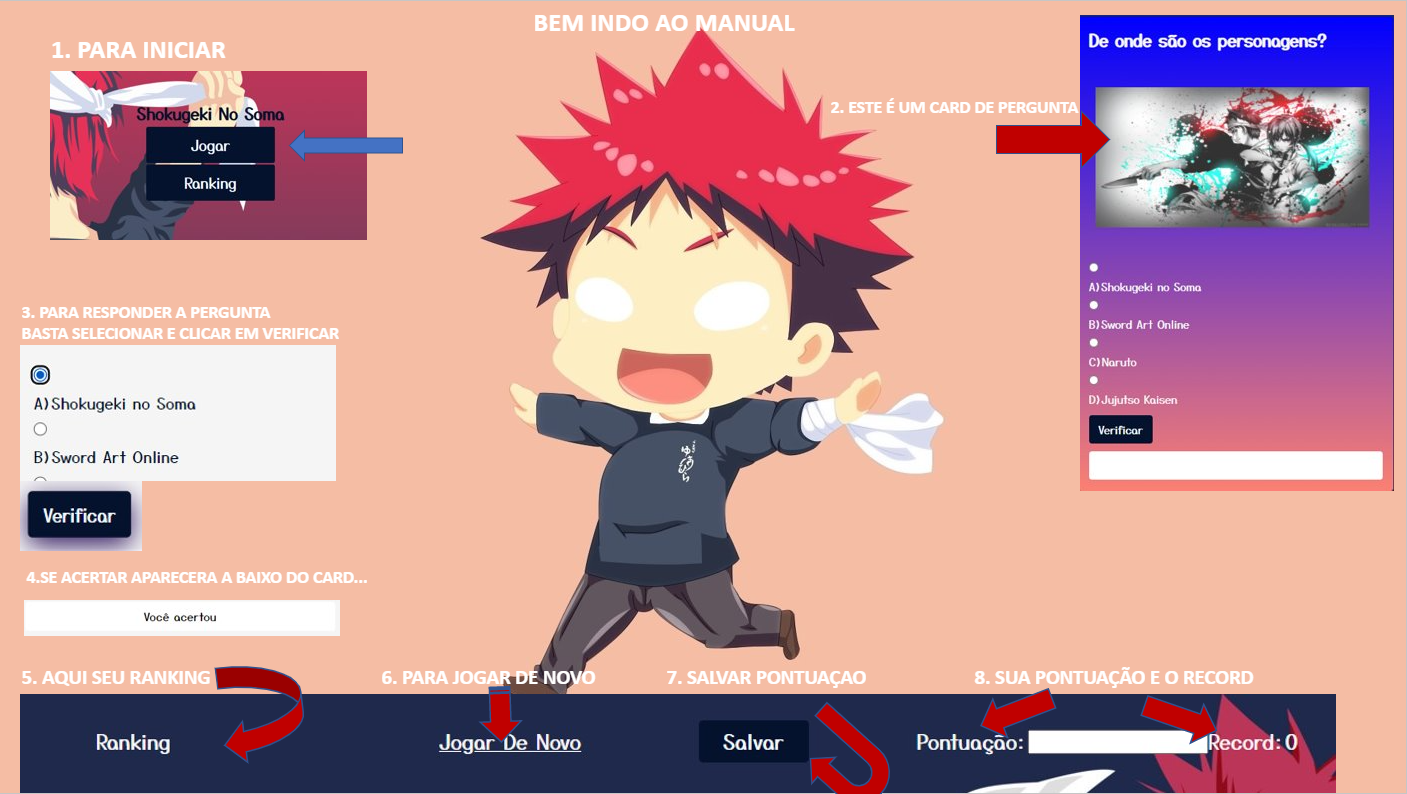 BEM INDO AO MANUAL
1. PARA INICIAR
Shokugeki No Soma
Jogar
Ranking
2. ESTE É UM CARD DE PERGUNTA
De onde são os personagens?
A)Shokugeki no Soma
B)Sword Art Online
C)Naruto
D)Jujutso Kaisen
Verificar
3. PARA RESPONDER A PERGUNTA
BASTA SELECIONAR E CLICAR EM VERIFICAR
A)Shokugeki no Soma
B)Sword Art Online
Verificar
4.SE ACERTAR APARECERA A BAIXO DO CARD...
Você acertou
5. AQUI SEU RANKING
6. PARA JOGAR DE NOVO
7. SALVAR PONTUAÇAO
8. SUA PONTUAÇÃO E O RECORD
Ranking
Jogar De Novo
Salvar
Pontuação:
Record: 0